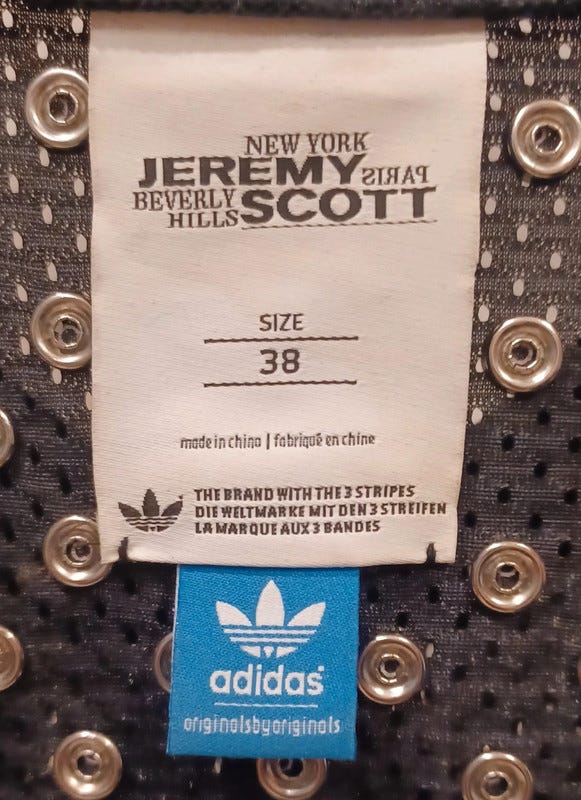 NEW YORK
JEREMY PARIS
BEVERLY
HILLS SCOTT
SIZE
38
made in china | fabriqué en chine
THE BRAND WITH THE 3 STRIPES
DIE WELTMARKE MIT DEN 3 STREIFEN
LA MARQUE AUX 3 BANDES
adidas
originalsbyoriginals